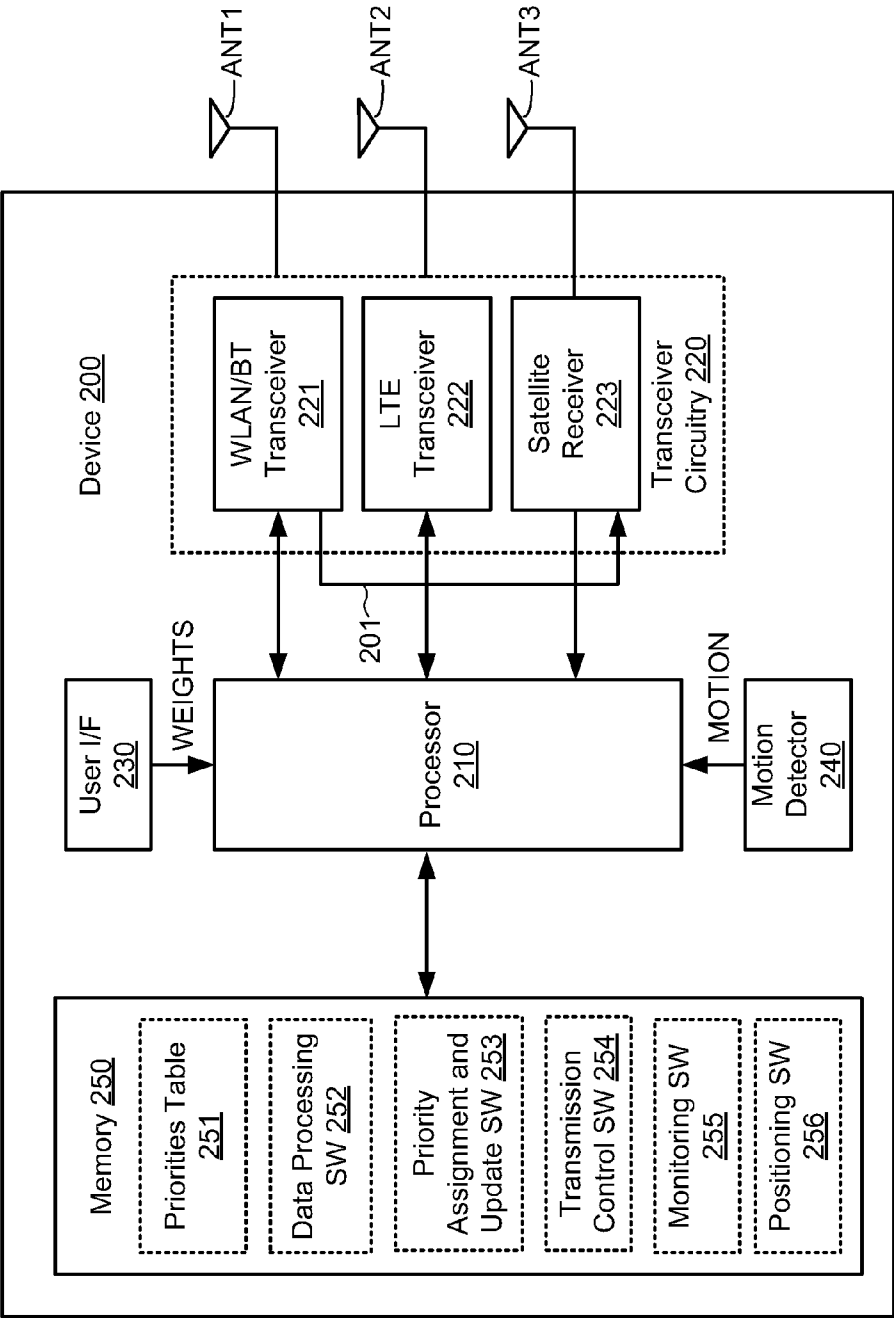 Device 200
Memory 250
Priorities Table
251
Data Processing
SW 252
Priority
Assignment and
Update SW 253
Transmission
Control SW 254
Monitoring SW
255
Positioning SW
256
User I/F
230
WEIGHTS
Processor
210
MOTION
Motion
Detector
240
201
WLAN/BT
Transceiver
221
LTE
Transceiver
222
Satellite
Receiver
223
Transceiver
Circuitry 220
ANT1
ANT2
ANT3